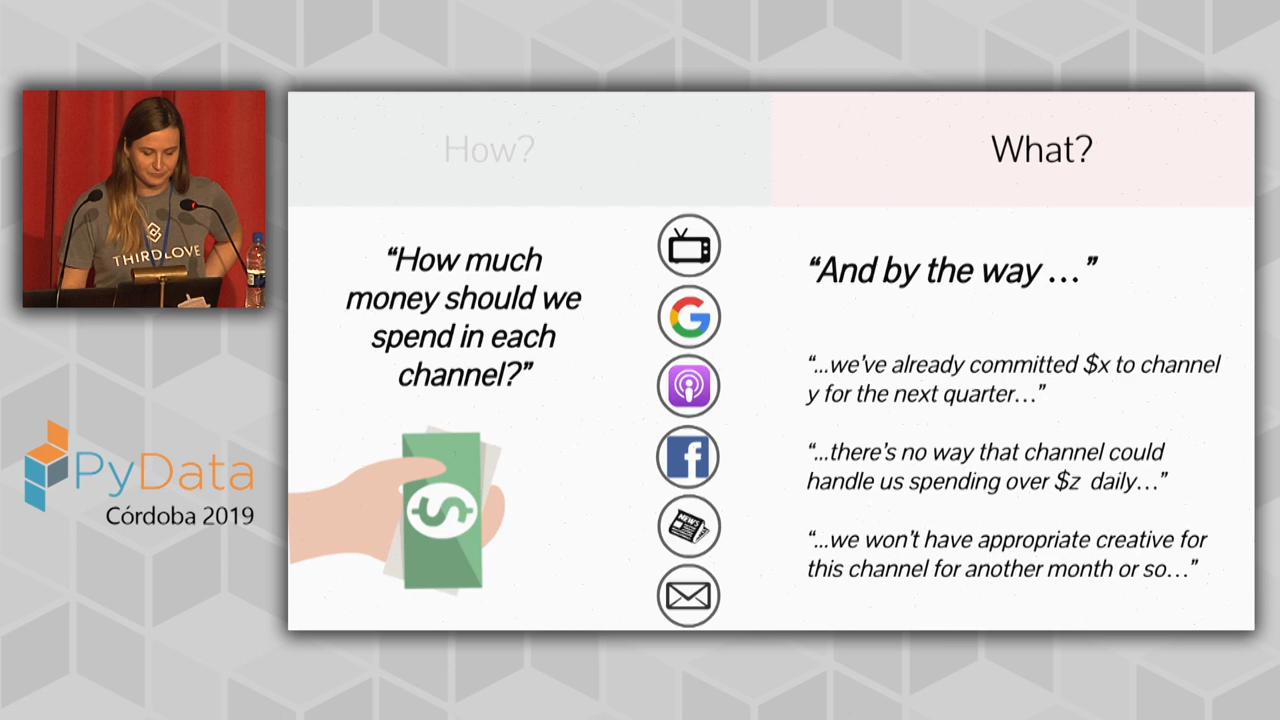 How?
What?
“How much
money should we
spend in each
channel?”
“And by the way …”
“...we’ve already committed $x to channel
y for the next quarter…”
“...there’s no way that channel could
handle us spending over $z daily…”
“...we won’t have appropriate creative for
this channel for another month or so…”
$
G
f
NEWS
THIRDLOVE
PyData
Córdoba 2019